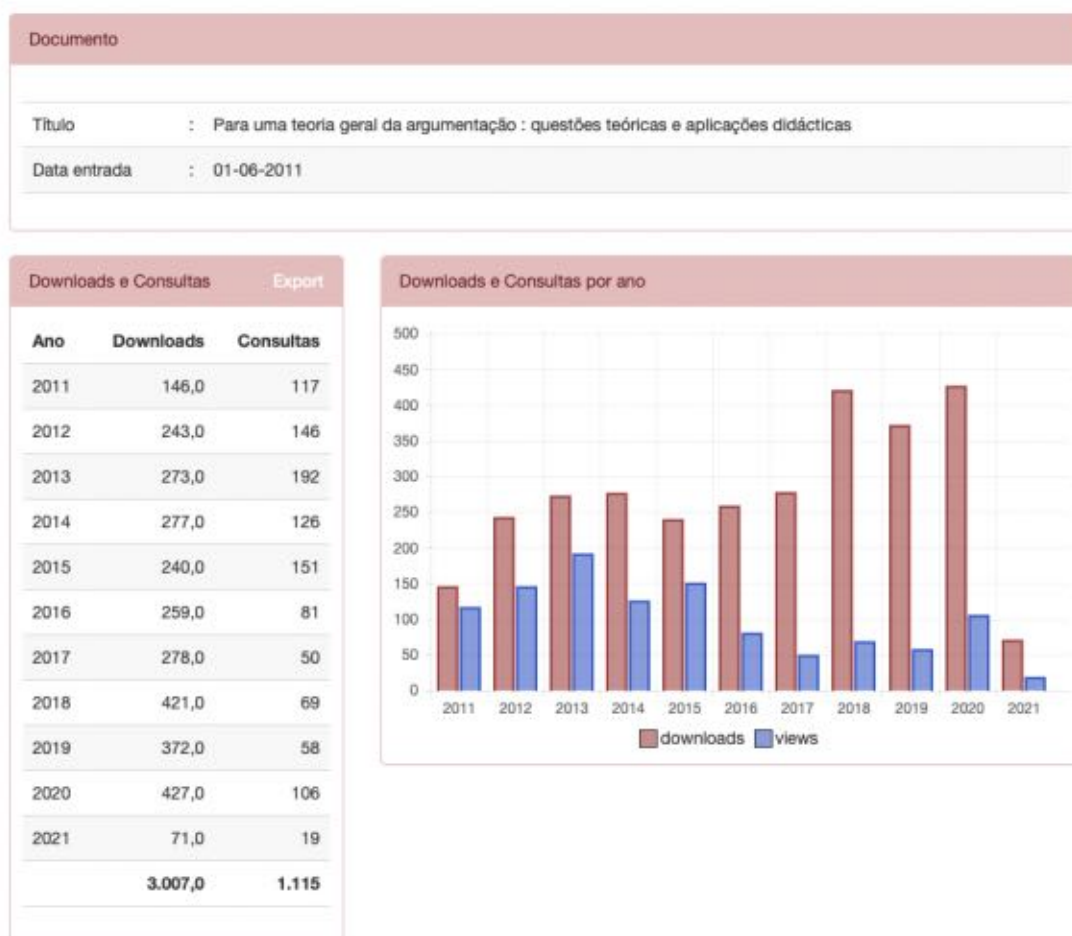 Documento
Título : Para uma teoria geral da argumentação : questões teóricas e aplicações didácticas
Data entrada : 01-06-2011
Downloads e Consultas Export
Ano Downloads Consultas
2011 146,0 117
2012 243,0 146
2013 273,0 192
2014 277,0 126
2015 240,0 151
2016 259,0 81
2017 278,0 50
2018 421,0 69
2019 372,0 58
2020 427,0 106
2021 71,0 19
3.007,0 1.115
Downloads e Consultas por ano
500
450
400
350
300
250
200
150
100
50
0
2011 2012 2013 2014 2015 2016 2017 2018 2019 2020 2021
downloads views